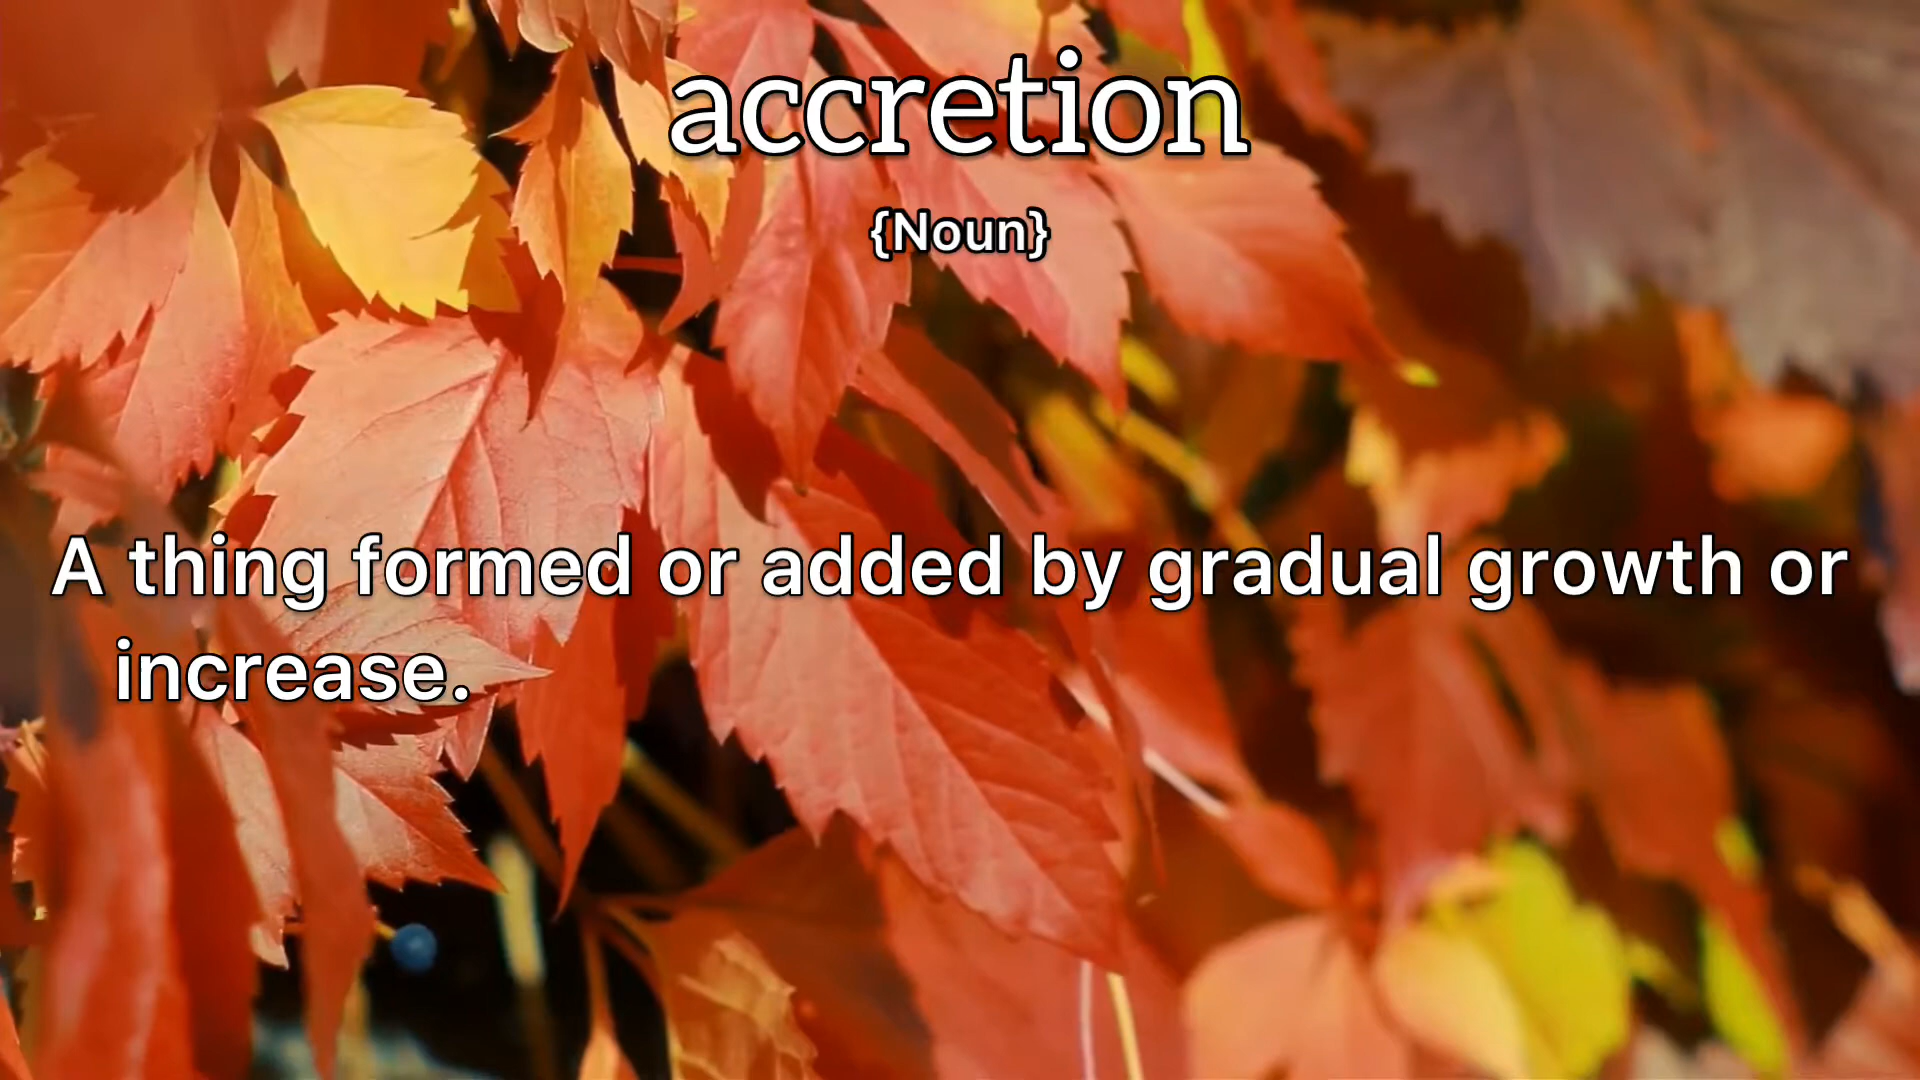 accretion
{Noun}
A thing formed or added by gradual growth or
increase.